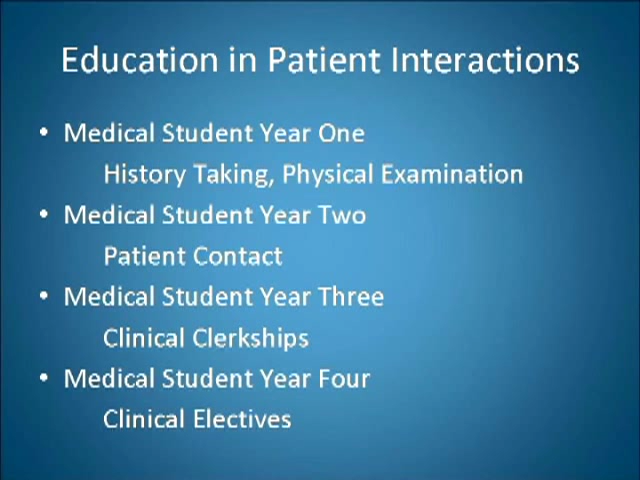 Education in Patient Interactions
• Medical Student Year One
History Taking, Physical Examination
• Medical Student Year Two
Patient Contact
• Medical Student Year Three
Clinical Clerkships
• Medical Student Year Four
Clinical Electives